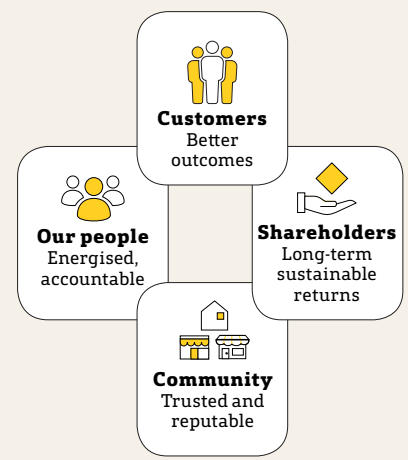 Customers
Better
outcomes
Our people
Energised,
accountable
Shareholders
Long-term
sustainable
returns
Community
Trusted and
reputable